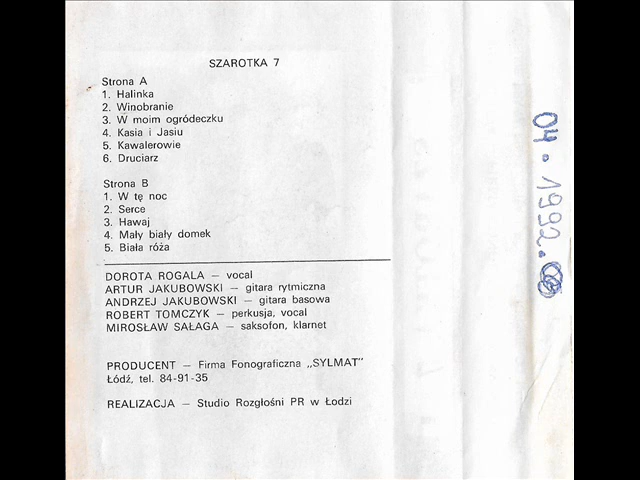 SZAROTKA 7
Strona A
1. Halinka
2. Winobranie
3. W moim ogródeczku
4. Kasia i Jasiu
5. Kawalerowie
6. Druciarz
Strona B
1. W tę noc
2. Serce
3. Hawaj
4. Mały biały domek
5. Biała róża
DOROTA ROGALA — vocal
ARTUR JAKUBOWSKI — gitara rytmiczna
ANDRZEJ JAKUBOWSKI — gitara basowa
ROBERT TOMCZYK — perkusja, vocal
MIROSŁAW SAŁAGA — saksofon, klarnet
PRODUCENT — Firma Fonograficzna „SYLMAT"
Łódź, tel. 84-91-35
REALIZACJA — Studio Rozgłośni PR w Łodzi
04.1992.